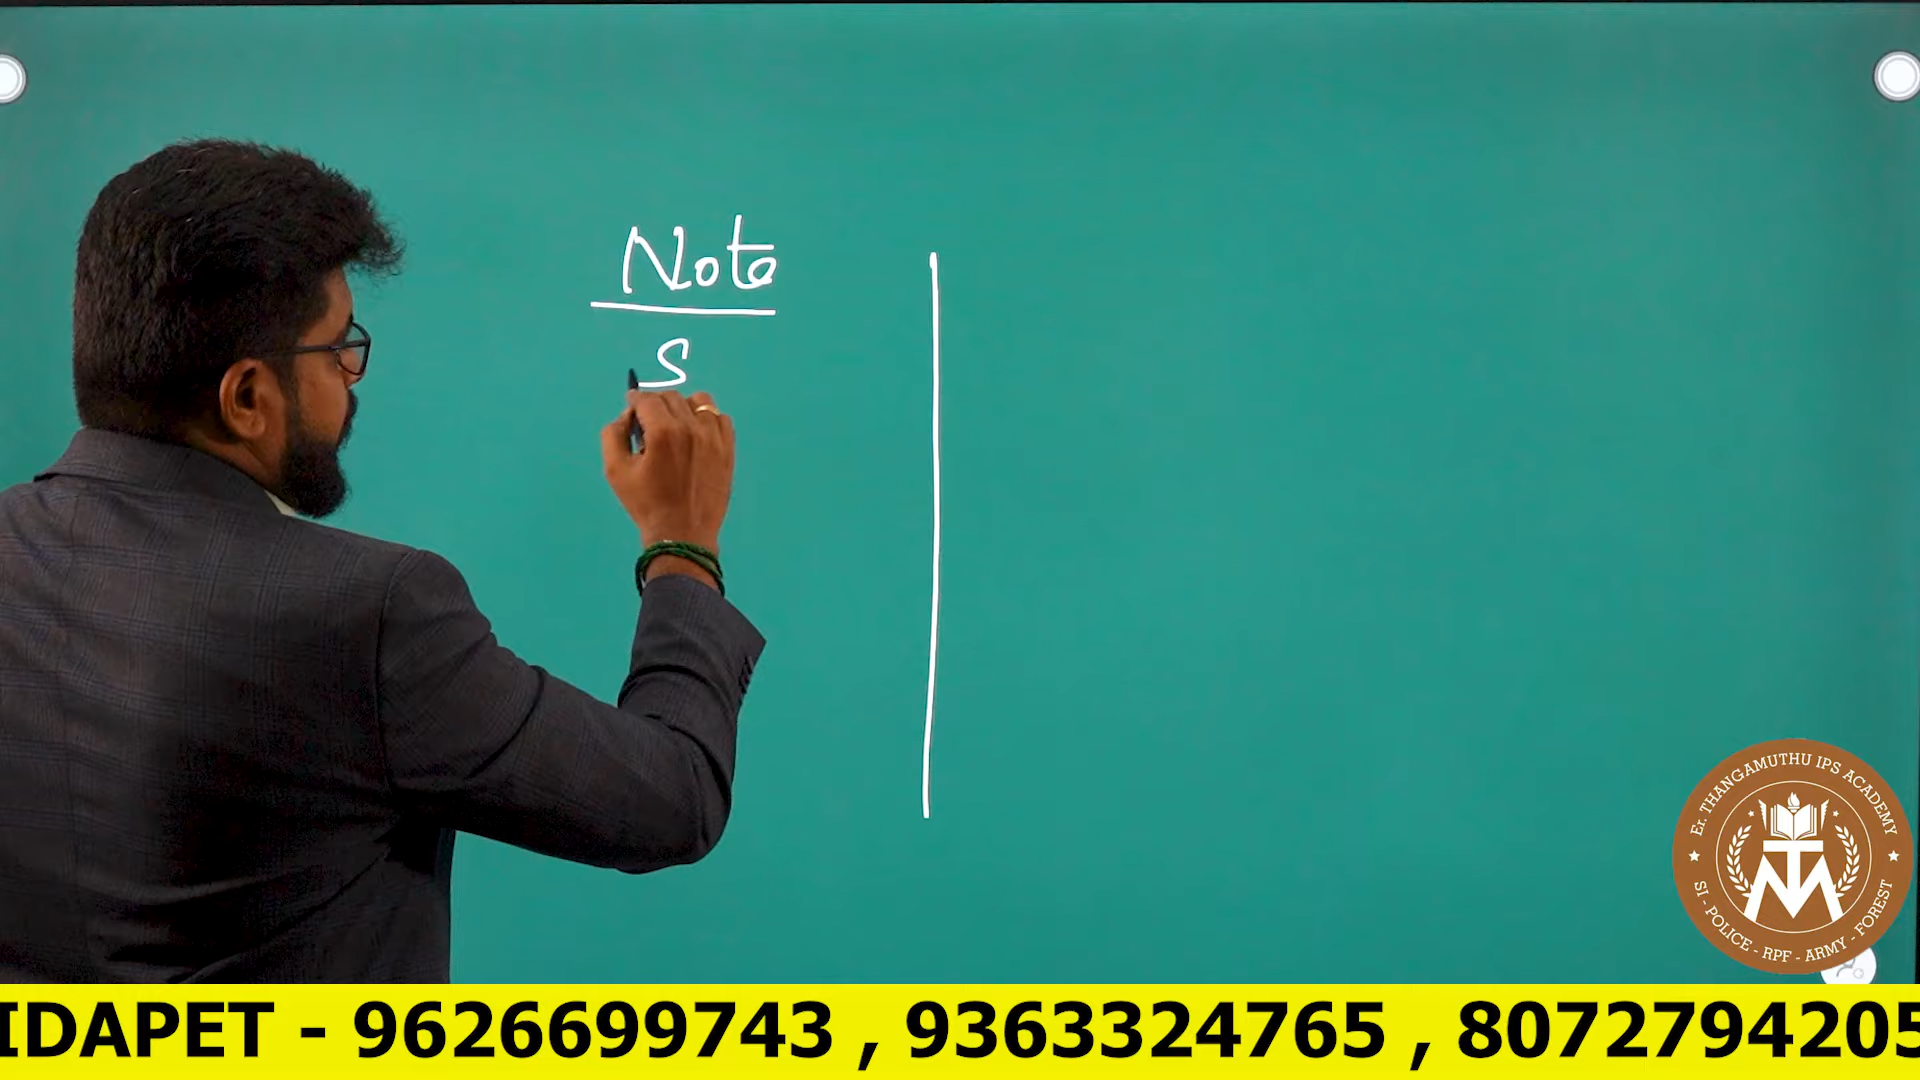 Note
S
Er. THANGAMUTHU IPS ACADEMY
SI - POLICE - RPF - ARMY - FOREST
IDAPET - 9626699743 , 9363324765 , 8072794205